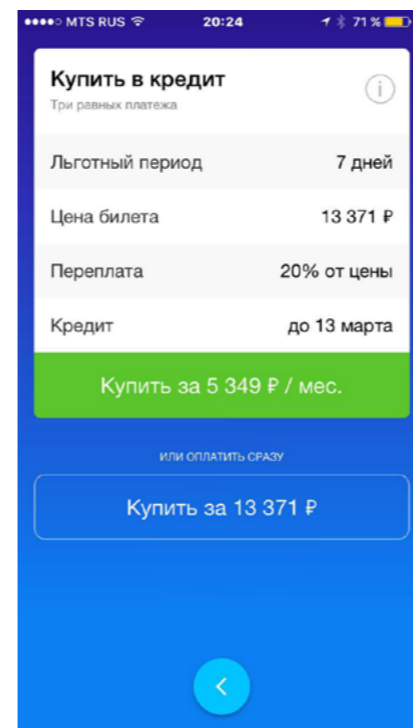 MTS RUS 20:24 71 %
Купить в кредит
Три равных платежа
Льготный период 7 дней
Цена билета 13 371 ₽
Переплата 20% от цены
Кредит до 13 марта
Купить за 5 349 ₽ / мес.
ИЛИ ОПЛАТИТЬ СРАЗУ
Купить за 13 371 ₽